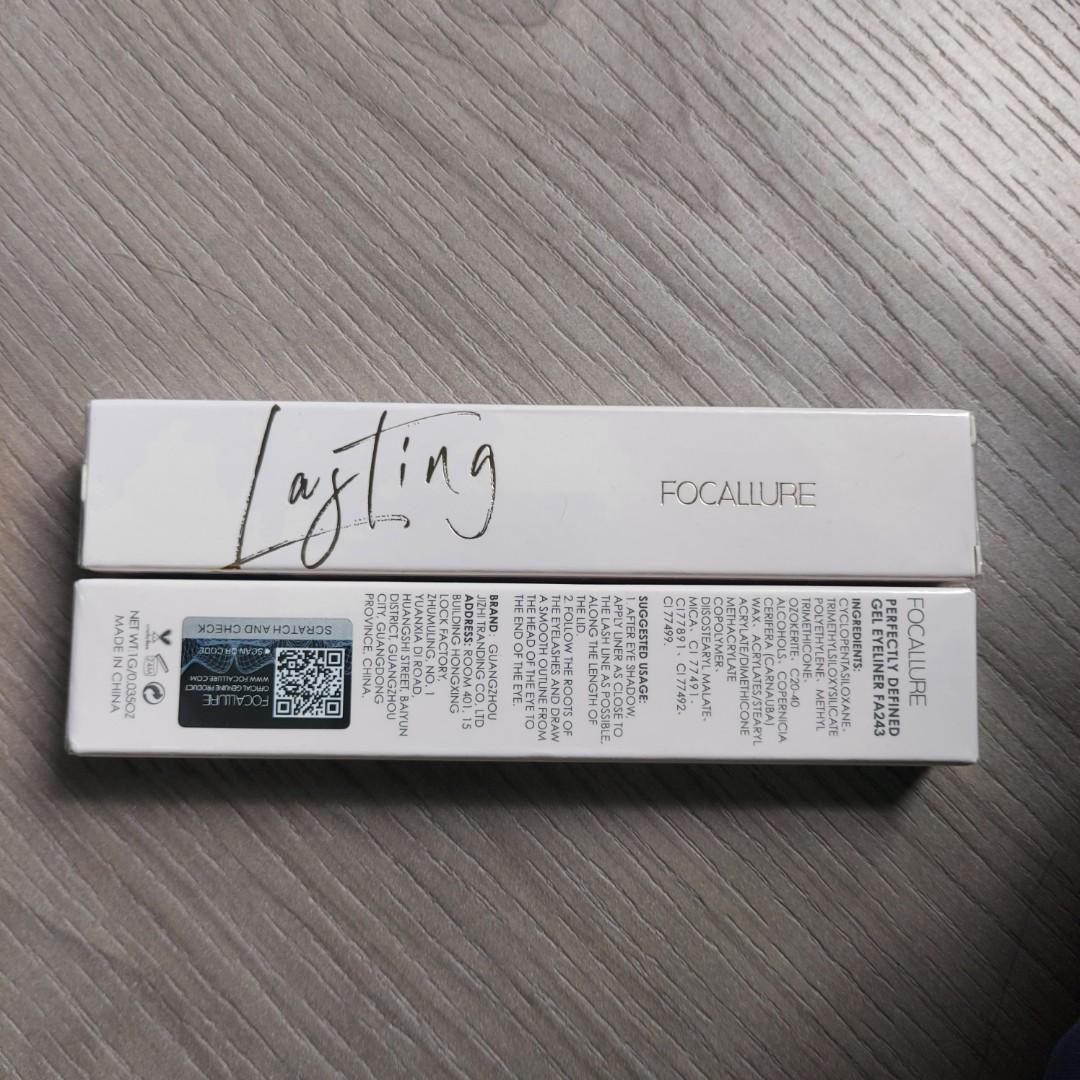 Lasting
FOCALLURE
FOCALLURE
PERFECTLY DEFINED
GEL EYELINER FA243
INGREDIENTS:
CYCLOPENTASILOXANE、
TRIMETHYLSILOXYSILICATE
POLYETHYLENE、METHYL
TRIMETHICONE、
OZOKERITE、C20-40
ALCOHOLS、COPERNICIA
CERIFERA (CARNAUBA)
WAX、ACRYLATES/STEARYL
ACRYLATE/DIMETHICONE
METHACRYLATE
COPOLYMER、
DIISOSTEARYL MALATE、
MICA、CI 77491、
CI77891、CI 77492、
CI77499、
SUGGESTED USAGE:
1.AFTER EYE SHADOW,
APPLY LINER AS CLOSE TO
THE LASH LINE AS POSSIBLE,
ALONG THE LENGTH OF
THE LID.
2.FOLLOW THE ROOTS OF
THE EYELASHES AND DRAW
A SMOOTH OUTLINE FROM
THE HEAD OF THE EYE TO
THE END OF THE EYE.
BRAND: GUANGZHOU
JIZHI TRANDING CO.,LTD
ADDRESS: ROOM 401, 15
BUILDING HONGXING
LOCK FACTORY,
ZHUMULING, NO. 1
YUANXIA DI ROAD,
HUANGSHI STREET, BAIYUN
DISTRICT, GUANGZHOU
CITY, GUANGDONG
PROVINCE, CHINA.
FOCALLURE
OFFICIAL GENUINE PRODUCT
WWW.FOCALLURE.COM
SCAN QR CODE
SCRATCH AND CHECK
24M
NET WT:1G/0.035OZ
MADE IN CHINA